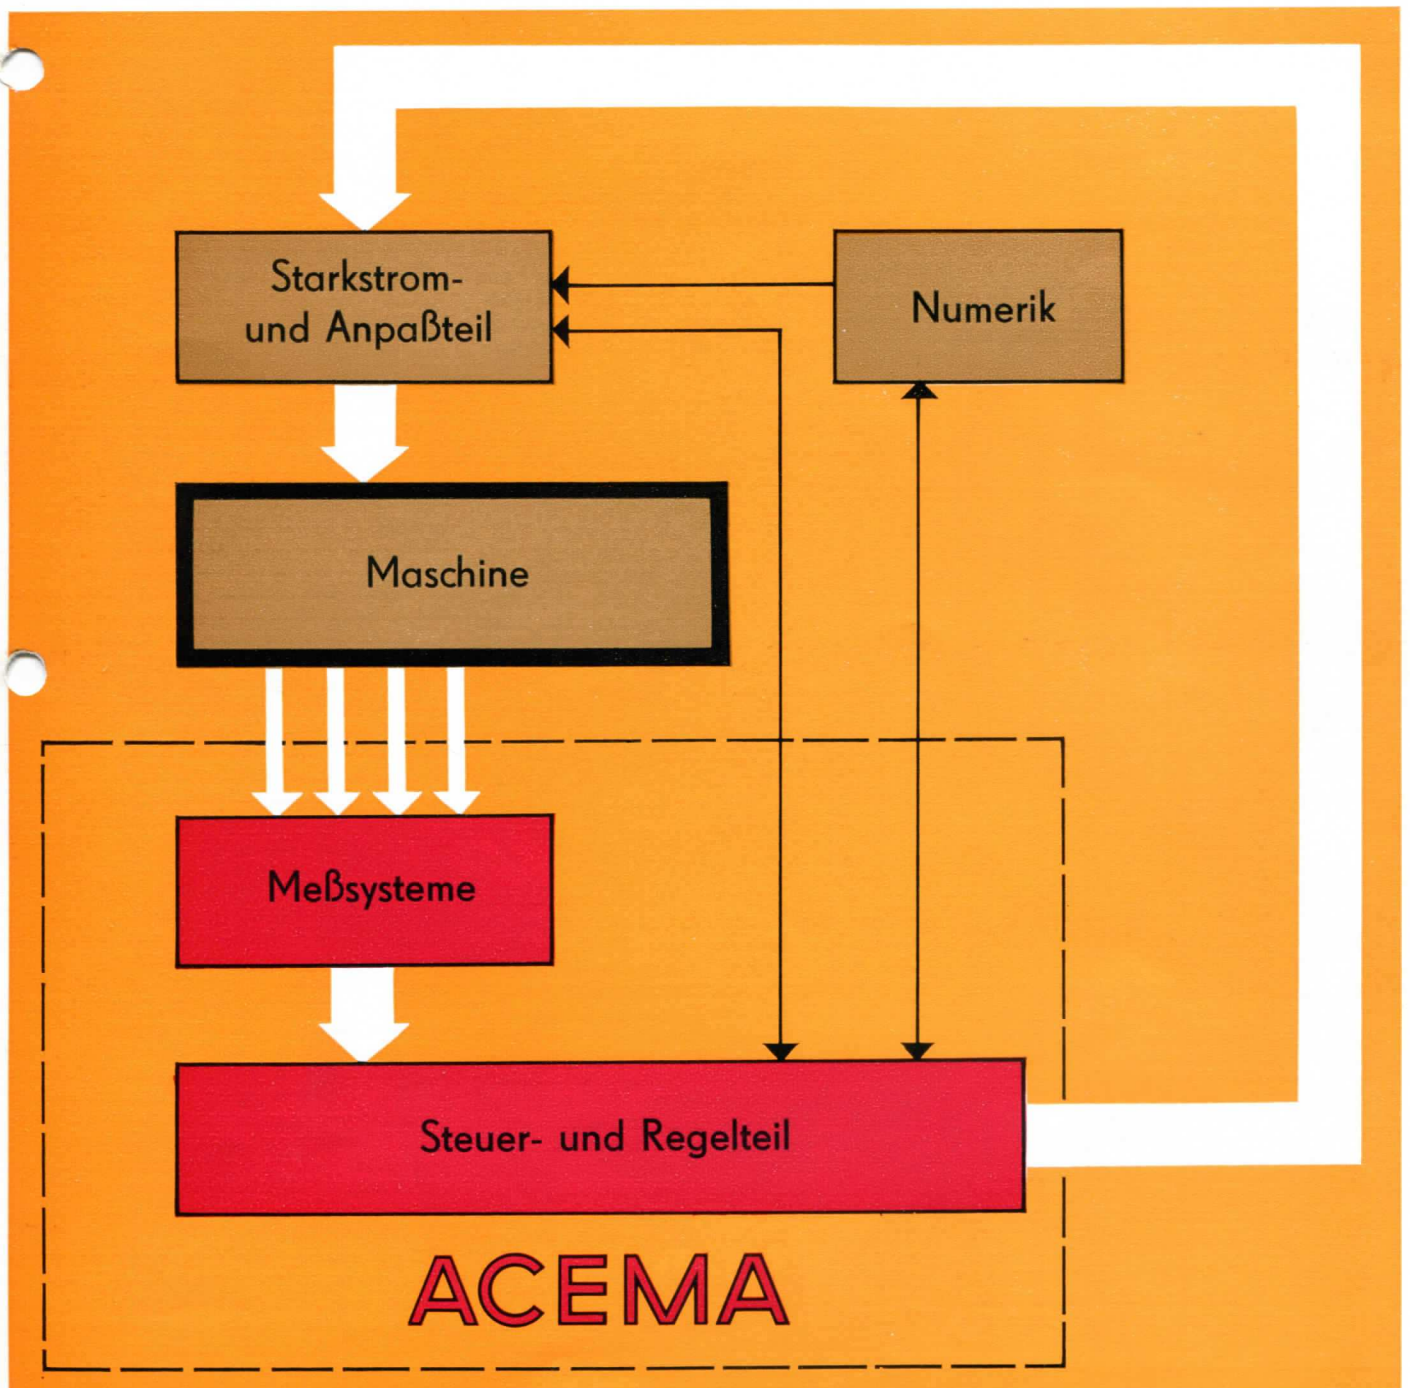 Starkstrom-
und Anpaßteil
Numerik
Maschine
Meßsysteme
Steuer- und Regelteil
ACEMA